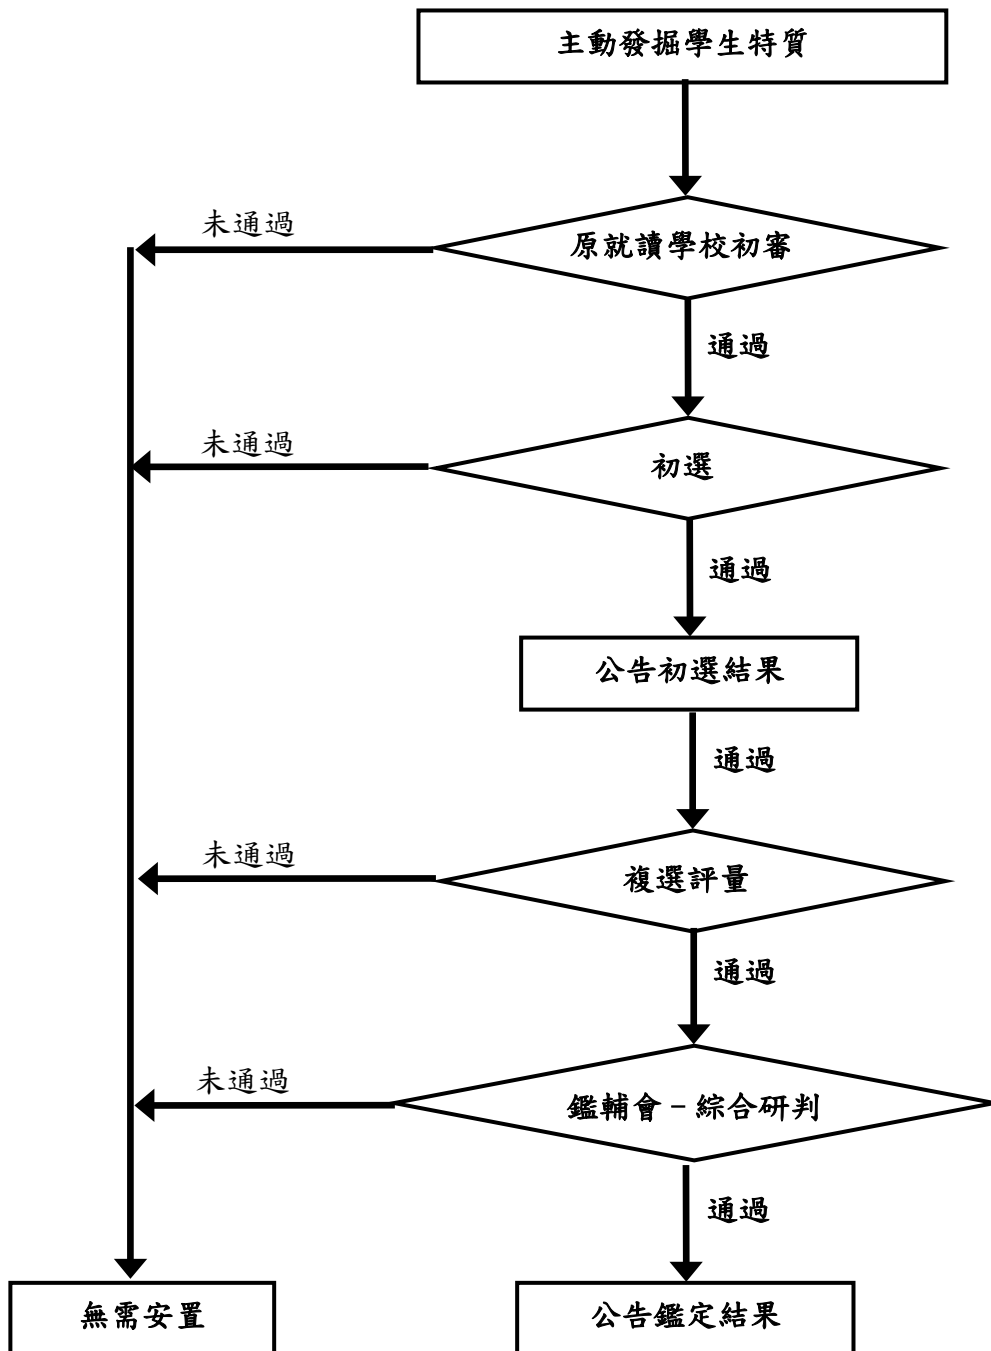 主動發掘學生特質
未通過
原就讀學校初審
通過
未通過
初選
通過
公告初選結果
通過
未通過
複選評量
通過
未通過
鑑輔會－綜合研判
通過
無需安置
公告鑑定結果